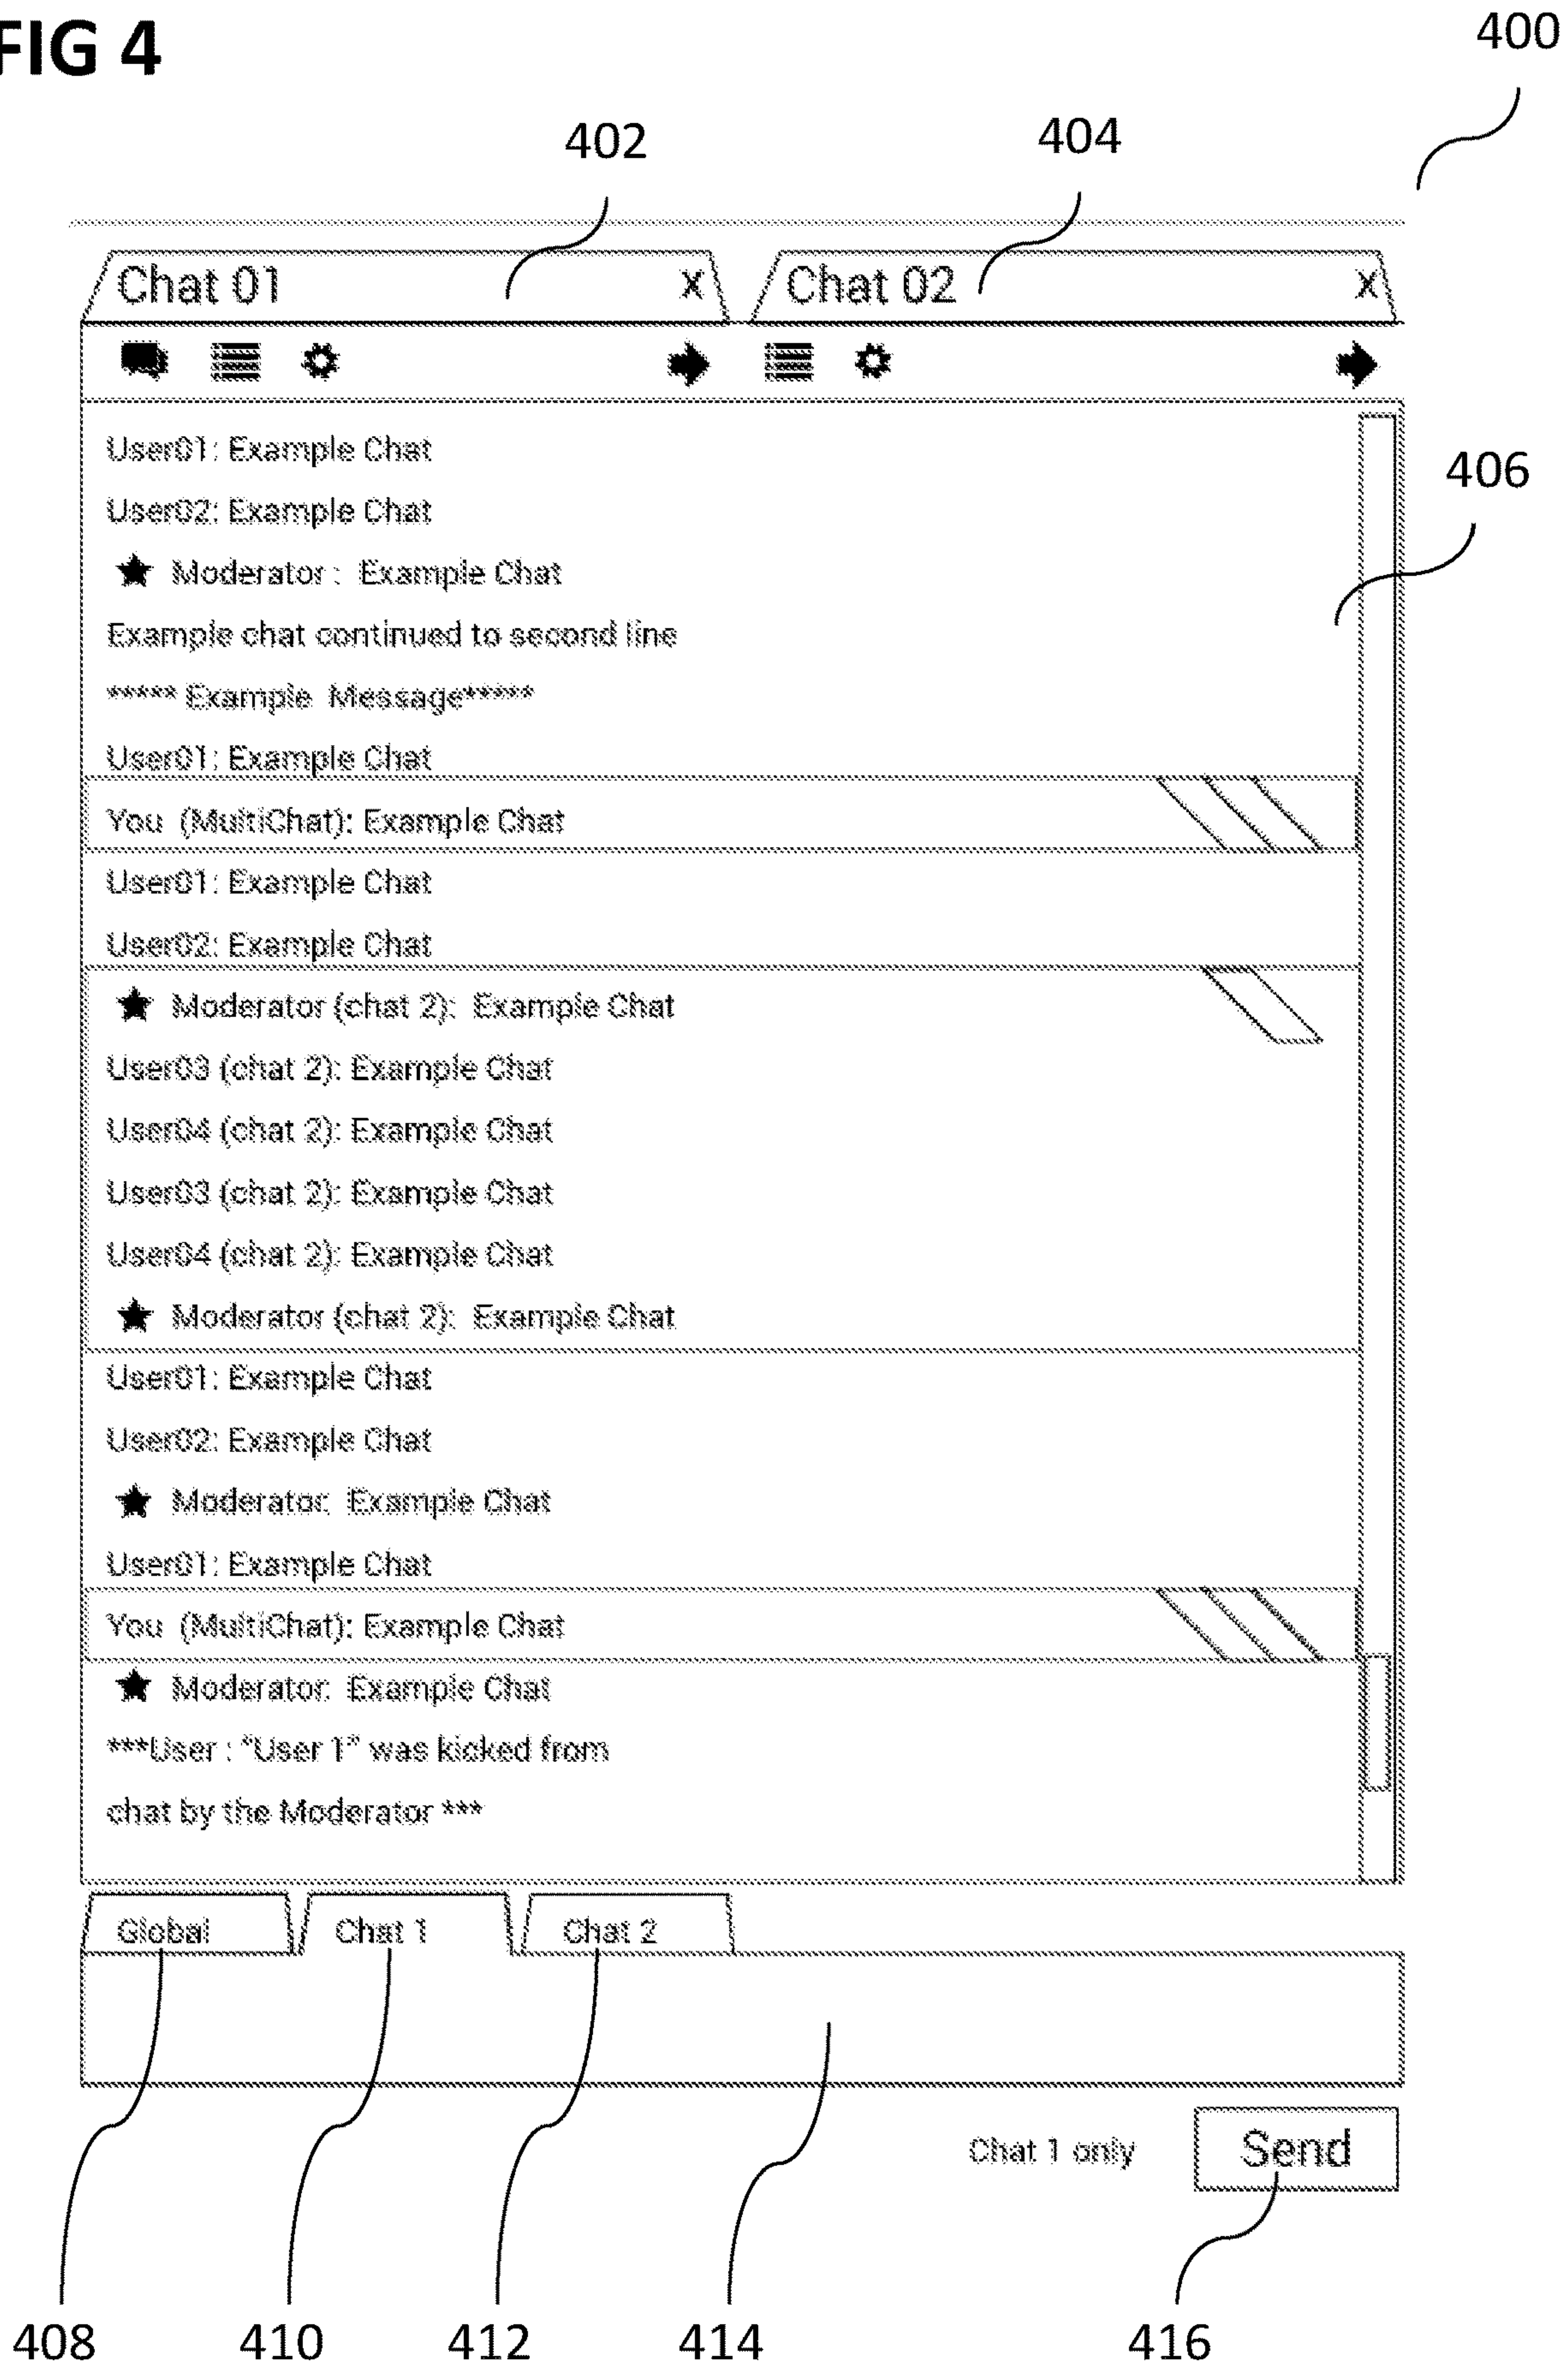 FIG 4
400
402
404
Chat 01 X
Chat 02 X
406
User01: Example Chat
User02: Example Chat
★ Moderator : Example Chat
Example chat continued to second line
***** Example Message*****
User01: Example Chat
You (MultiChat): Example Chat
User01: Example Chat
User02: Example Chat
★ Moderator (chat 2): Example Chat
User03 (chat 2): Example Chat
User04 (chat 2): Example Chat
User03 (chat 2): Example Chat
User04 (chat 2): Example Chat
★ Moderator (chat 2): Example Chat
User01: Example Chat
User02: Example Chat
★ Moderator: Example Chat
User01: Example Chat
You (MultiChat): Example Chat
★ Moderator: Example Chat
***User : "User 1" was kicked from
chat by the Moderator ***
Global
Chat 1
Chat 2
Chat 1 only
Send
408
410
412
414
416